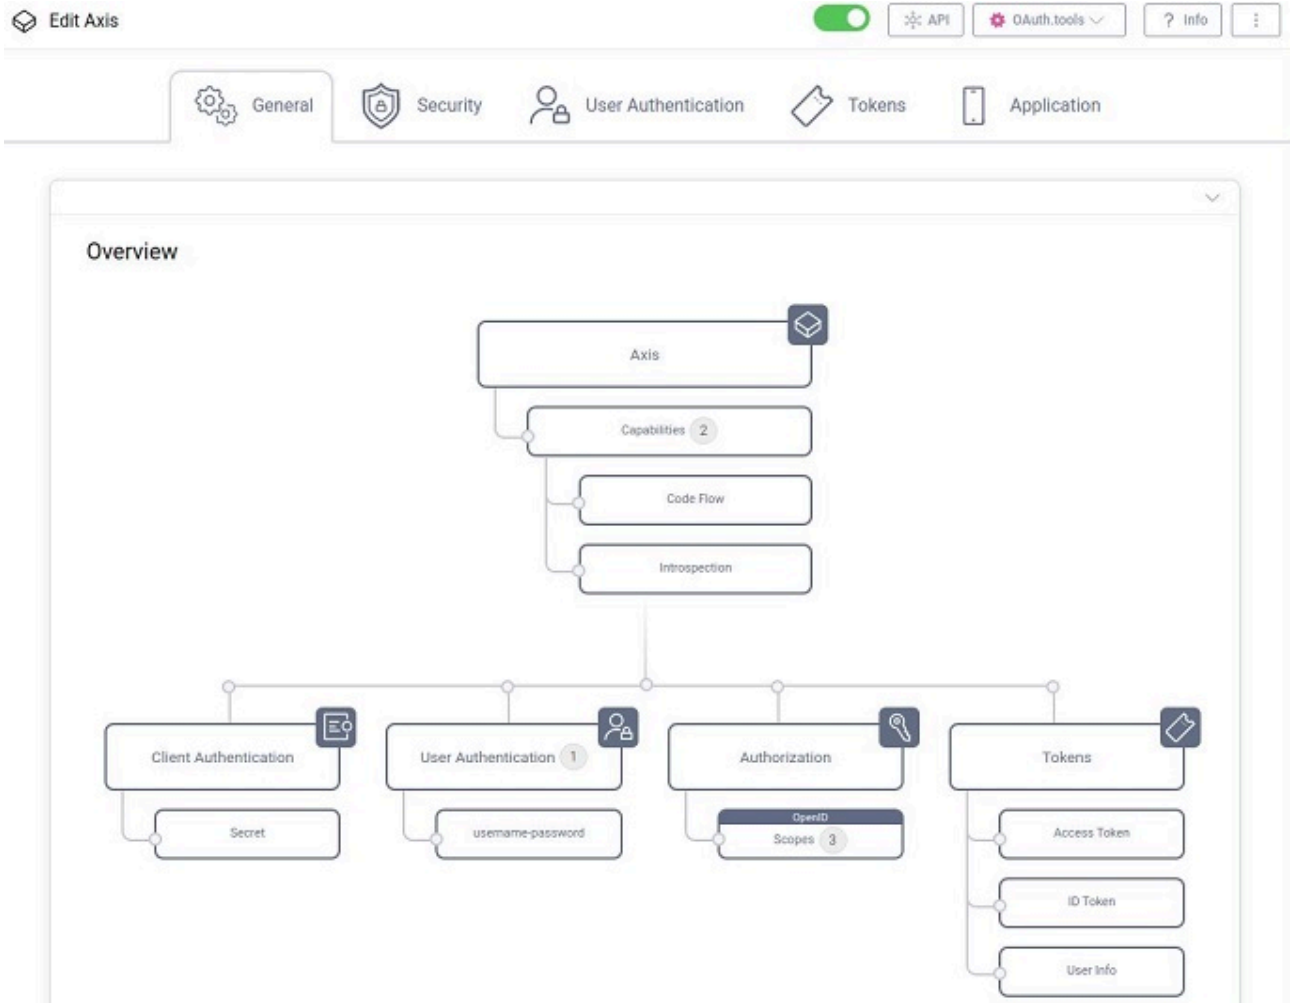 Edit Axis
API
OAuth.tools
? Info
General
Security
User Authentication
Tokens
Application
Overview
Axis
Capabilities 2
Code Flow
Introspection
Client Authentication
User Authentication 1
Authorization
Tokens
Secret
username-password
OpenID
Scopes 3
Access Token
ID Token
User Info